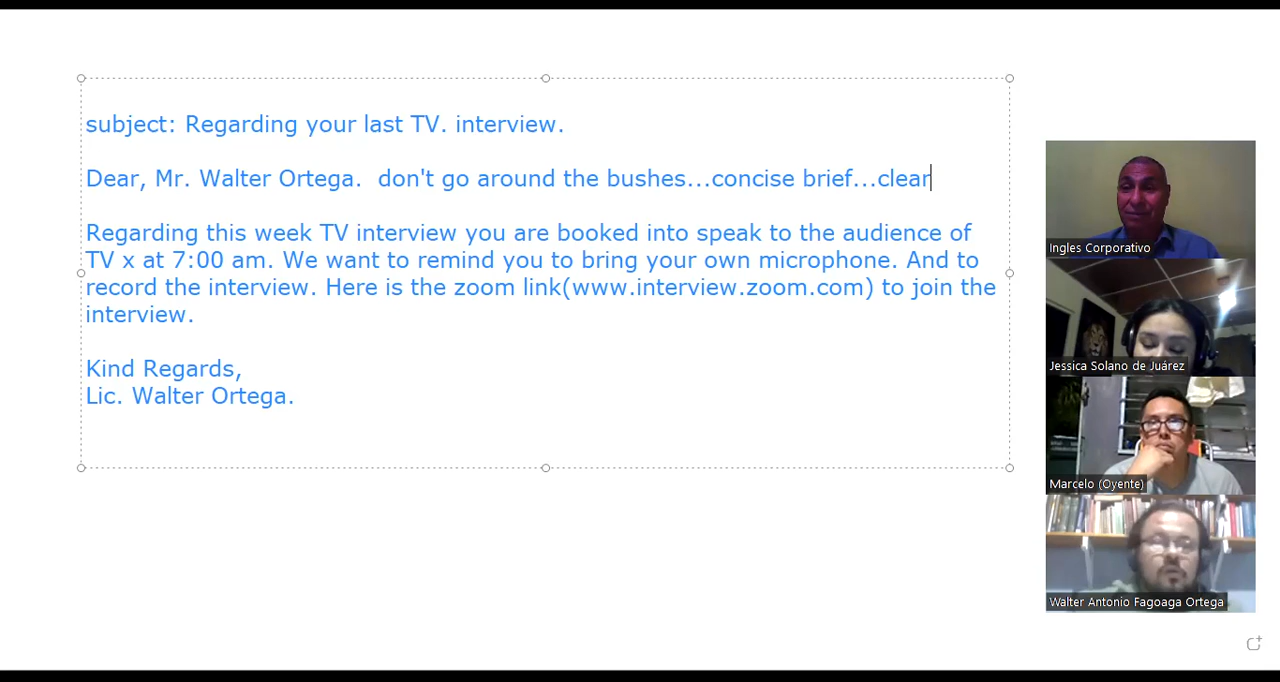 subject: Regarding your last TV. interview.
Dear, Mr. Walter Ortega.  don't go around the bushes...concise brief...clear
Regarding this week TV interview you are booked into speak to the audience of
TV x at 7:00 am. We want to remind you to bring your own microphone. And to
record the interview. Here is the zoom link(www.interview.zoom.com) to join the
interview.
Kind Regards,
Lic. Walter Ortega.
Ingles Corporativo
Jessica Solano de Juárez
Marcelo (Oyente)
Walter Antonio Fagoaga Ortega